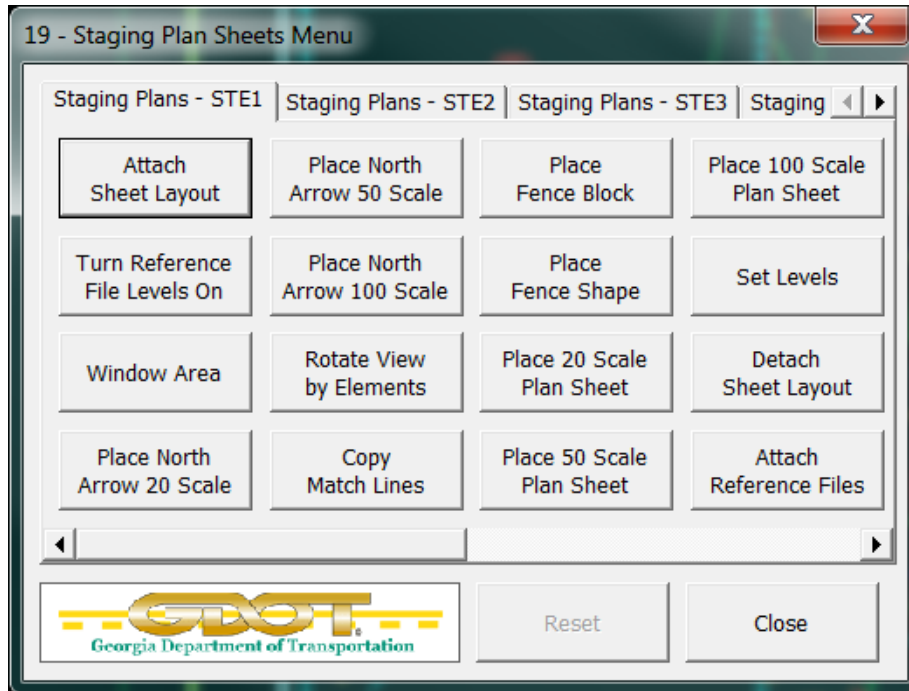 19 - Staging Plan Sheets Menu
X
Staging Plans - STE1
Staging Plans - STE2
Staging Plans - STE3
Staging
Attach
Sheet Layout
Place North
Arrow 50 Scale
Place
Fence Block
Place 100 Scale
Plan Sheet
Turn Reference
File Levels On
Place North
Arrow 100 Scale
Place
Fence Shape
Set Levels
Window Area
Rotate View
by Elements
Place 20 Scale
Plan Sheet
Detach
Sheet Layout
Place North
Arrow 20 Scale
Copy
Match Lines
Place 50 Scale
Plan Sheet
Attach
Reference Files
GDOT
Georgia Department of Transportation
Reset
Close